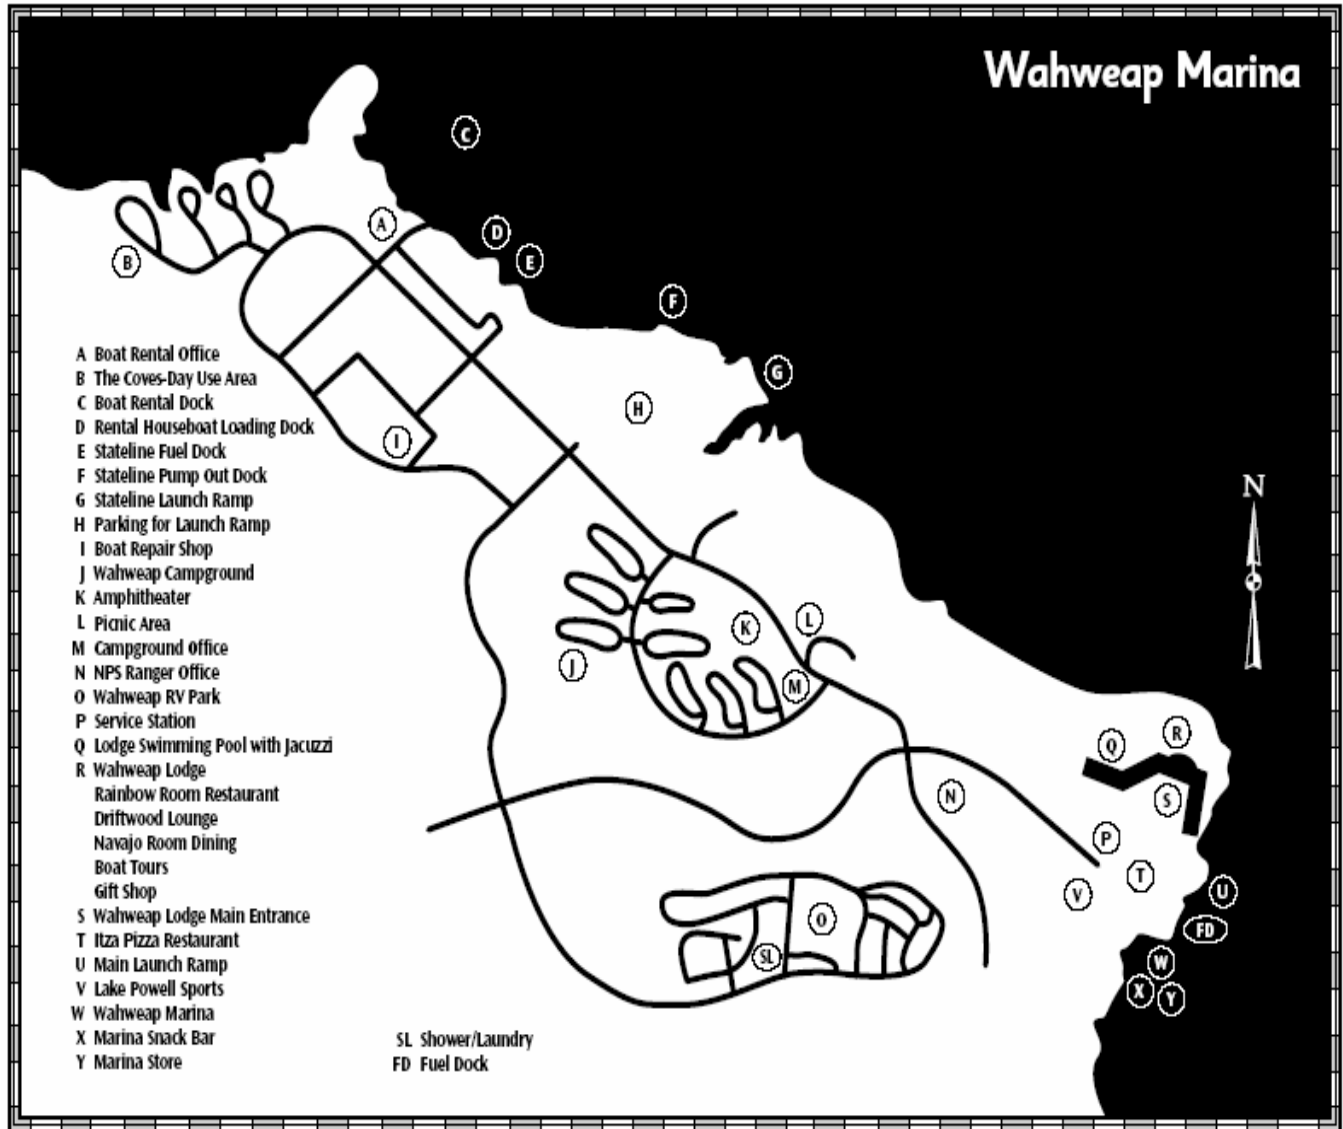 Wahweap Marina
C
A
D
B
E
F
G
H
I
N
J
K
L
M
Q
R
N
S
P
T
V
U
O
FD
SL
W
X
Y
A Boat Rental Office
B The Coves-Day Use Area
C Boat Rental Dock
D Rental Houseboat Loading Dock
E Stateline Fuel Dock
F Stateline Pump Out Dock
G Stateline Launch Ramp
H Parking for Launch Ramp
I Boat Repair Shop
J Wahweap Campground
K Amphitheater
L Picnic Area
M Campground Office
N NPS Ranger Office
O Wahweap RV Park
P Service Station
Q Lodge Swimming Pool with Jacuzzi
R Wahweap Lodge
Rainbow Room Restaurant
Driftwood Lounge
Navajo Room Dining
Boat Tours
Gift Shop
S Wahweap Lodge Main Entrance
T Itza Pizza Restaurant
U Main Launch Ramp
V Lake Powell Sports
W Wahweap Marina
X Marina Snack Bar
Y Marina Store
SL Shower/Laundry
FD Fuel Dock